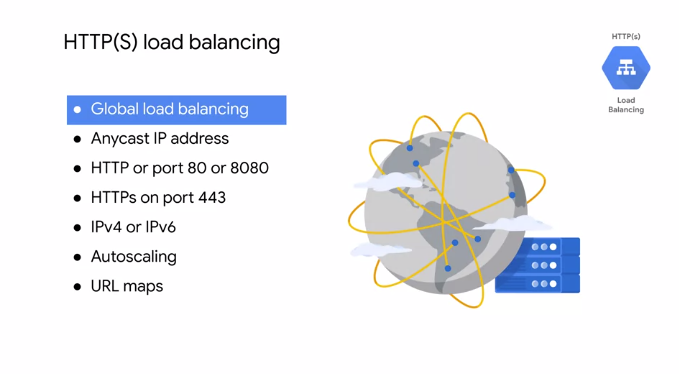 HTTP(S) load balancing
HTTP(s)
Load
Balancing
● Global load balancing
● Anycast IP address
● HTTP or port 80 or 8080
● HTTPs on port 443
● IPv4 or IPv6
● Autoscaling
● URL maps